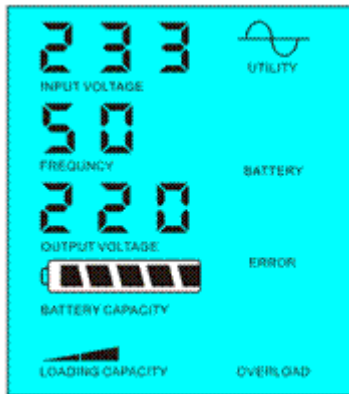 233
INPUT VOLTAGE
UTILITY
50
FREQUNCY
BATTERY
220
OUTPUT VOLTAGE
ERROR
BATTERY CAPACITY
LOADING CAPACITY
OVERLOAD